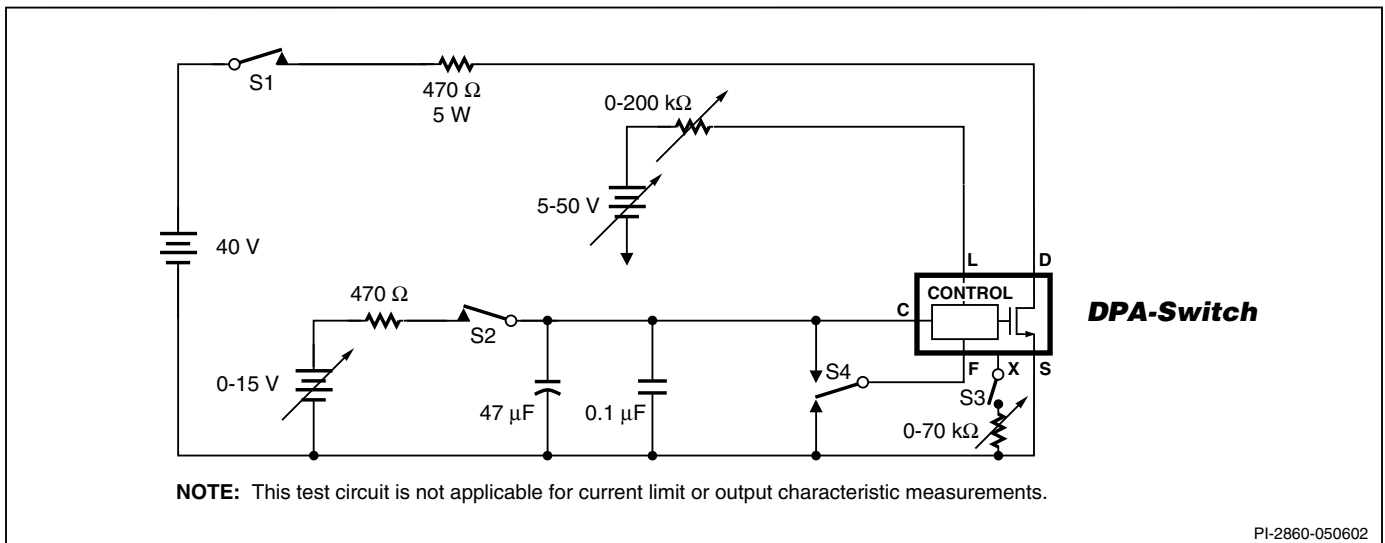 S1
470 Ω
5 W
0-200 kΩ
5-50 V
40 V
L
D
470 Ω
CONTROL
C
DPA-Switch
S2
0-15 V
47 µF
0.1 µF
S4
F
X
S
S3
0-70 kΩ
NOTE: This test circuit is not applicable for current limit or output characteristic measurements.
PI-2860-050602